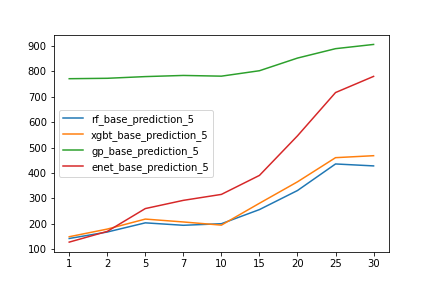 900
800
700
600
500
400
300
200
100
rf_base_prediction_5
xgbt_base_prediction_5
gp_base_prediction_5
enet_base_prediction_5
1 2 5 7 10 15 20 25 30